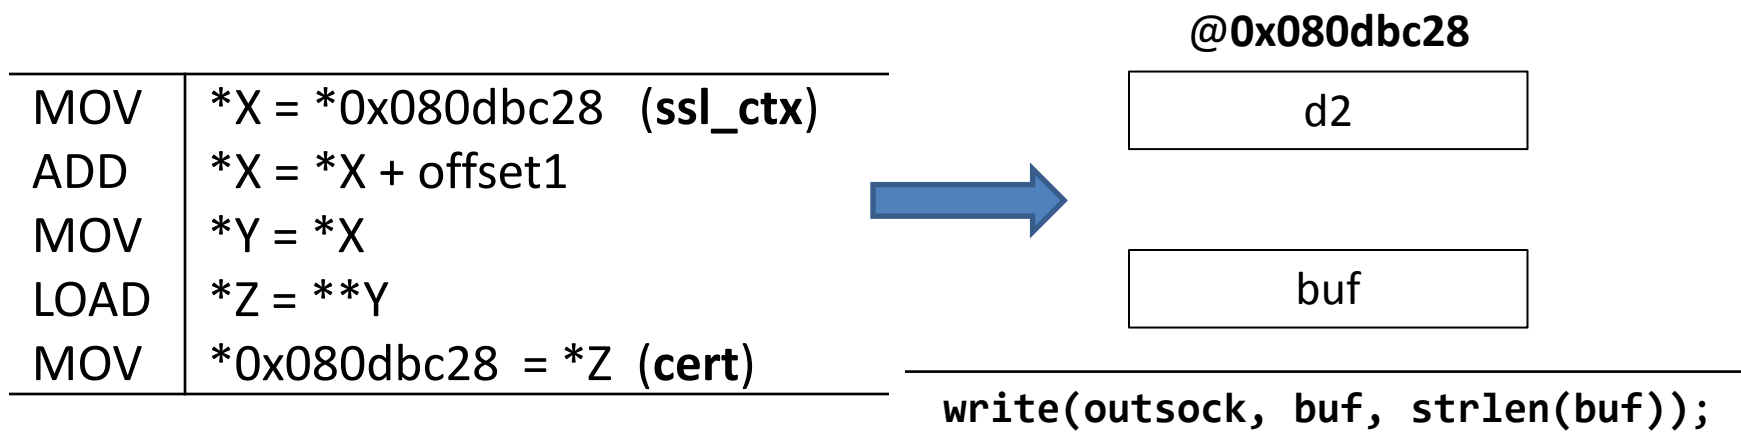 MOV *X = *0x080dbc28 (ssl_ctx)
ADD *X = *X + offset1
MOV *Y = *X
LOAD *Z = **Y
MOV *0x080dbc28 = *Z (cert)
@0x080dbc28
d2
buf
write(outsock, buf, strlen(buf));